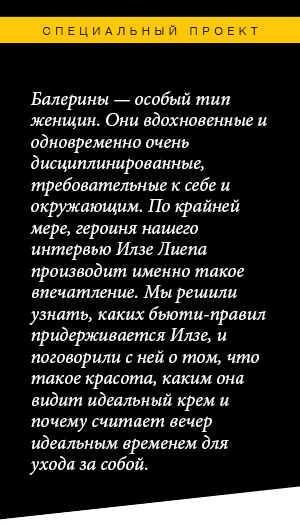 СПЕЦИАЛЬНЫЙ ПРОЕКТ
Балерины — особый тип
женщин. Они вдохновенные и
одновременно очень
дисциплинированные,
требовательные к себе и
окружающим. По крайней
мере, героиня нашего
интервью Илзе Лиепа
производит именно такое
впечатление. Мы решили
узнать, каких бьюти-правил
придерживается Илзе, и
поговорили с ней о том, что
такое красота, каким она
видит идеальный крем и
почему считает вечер
идеальным временем для
ухода за собой.